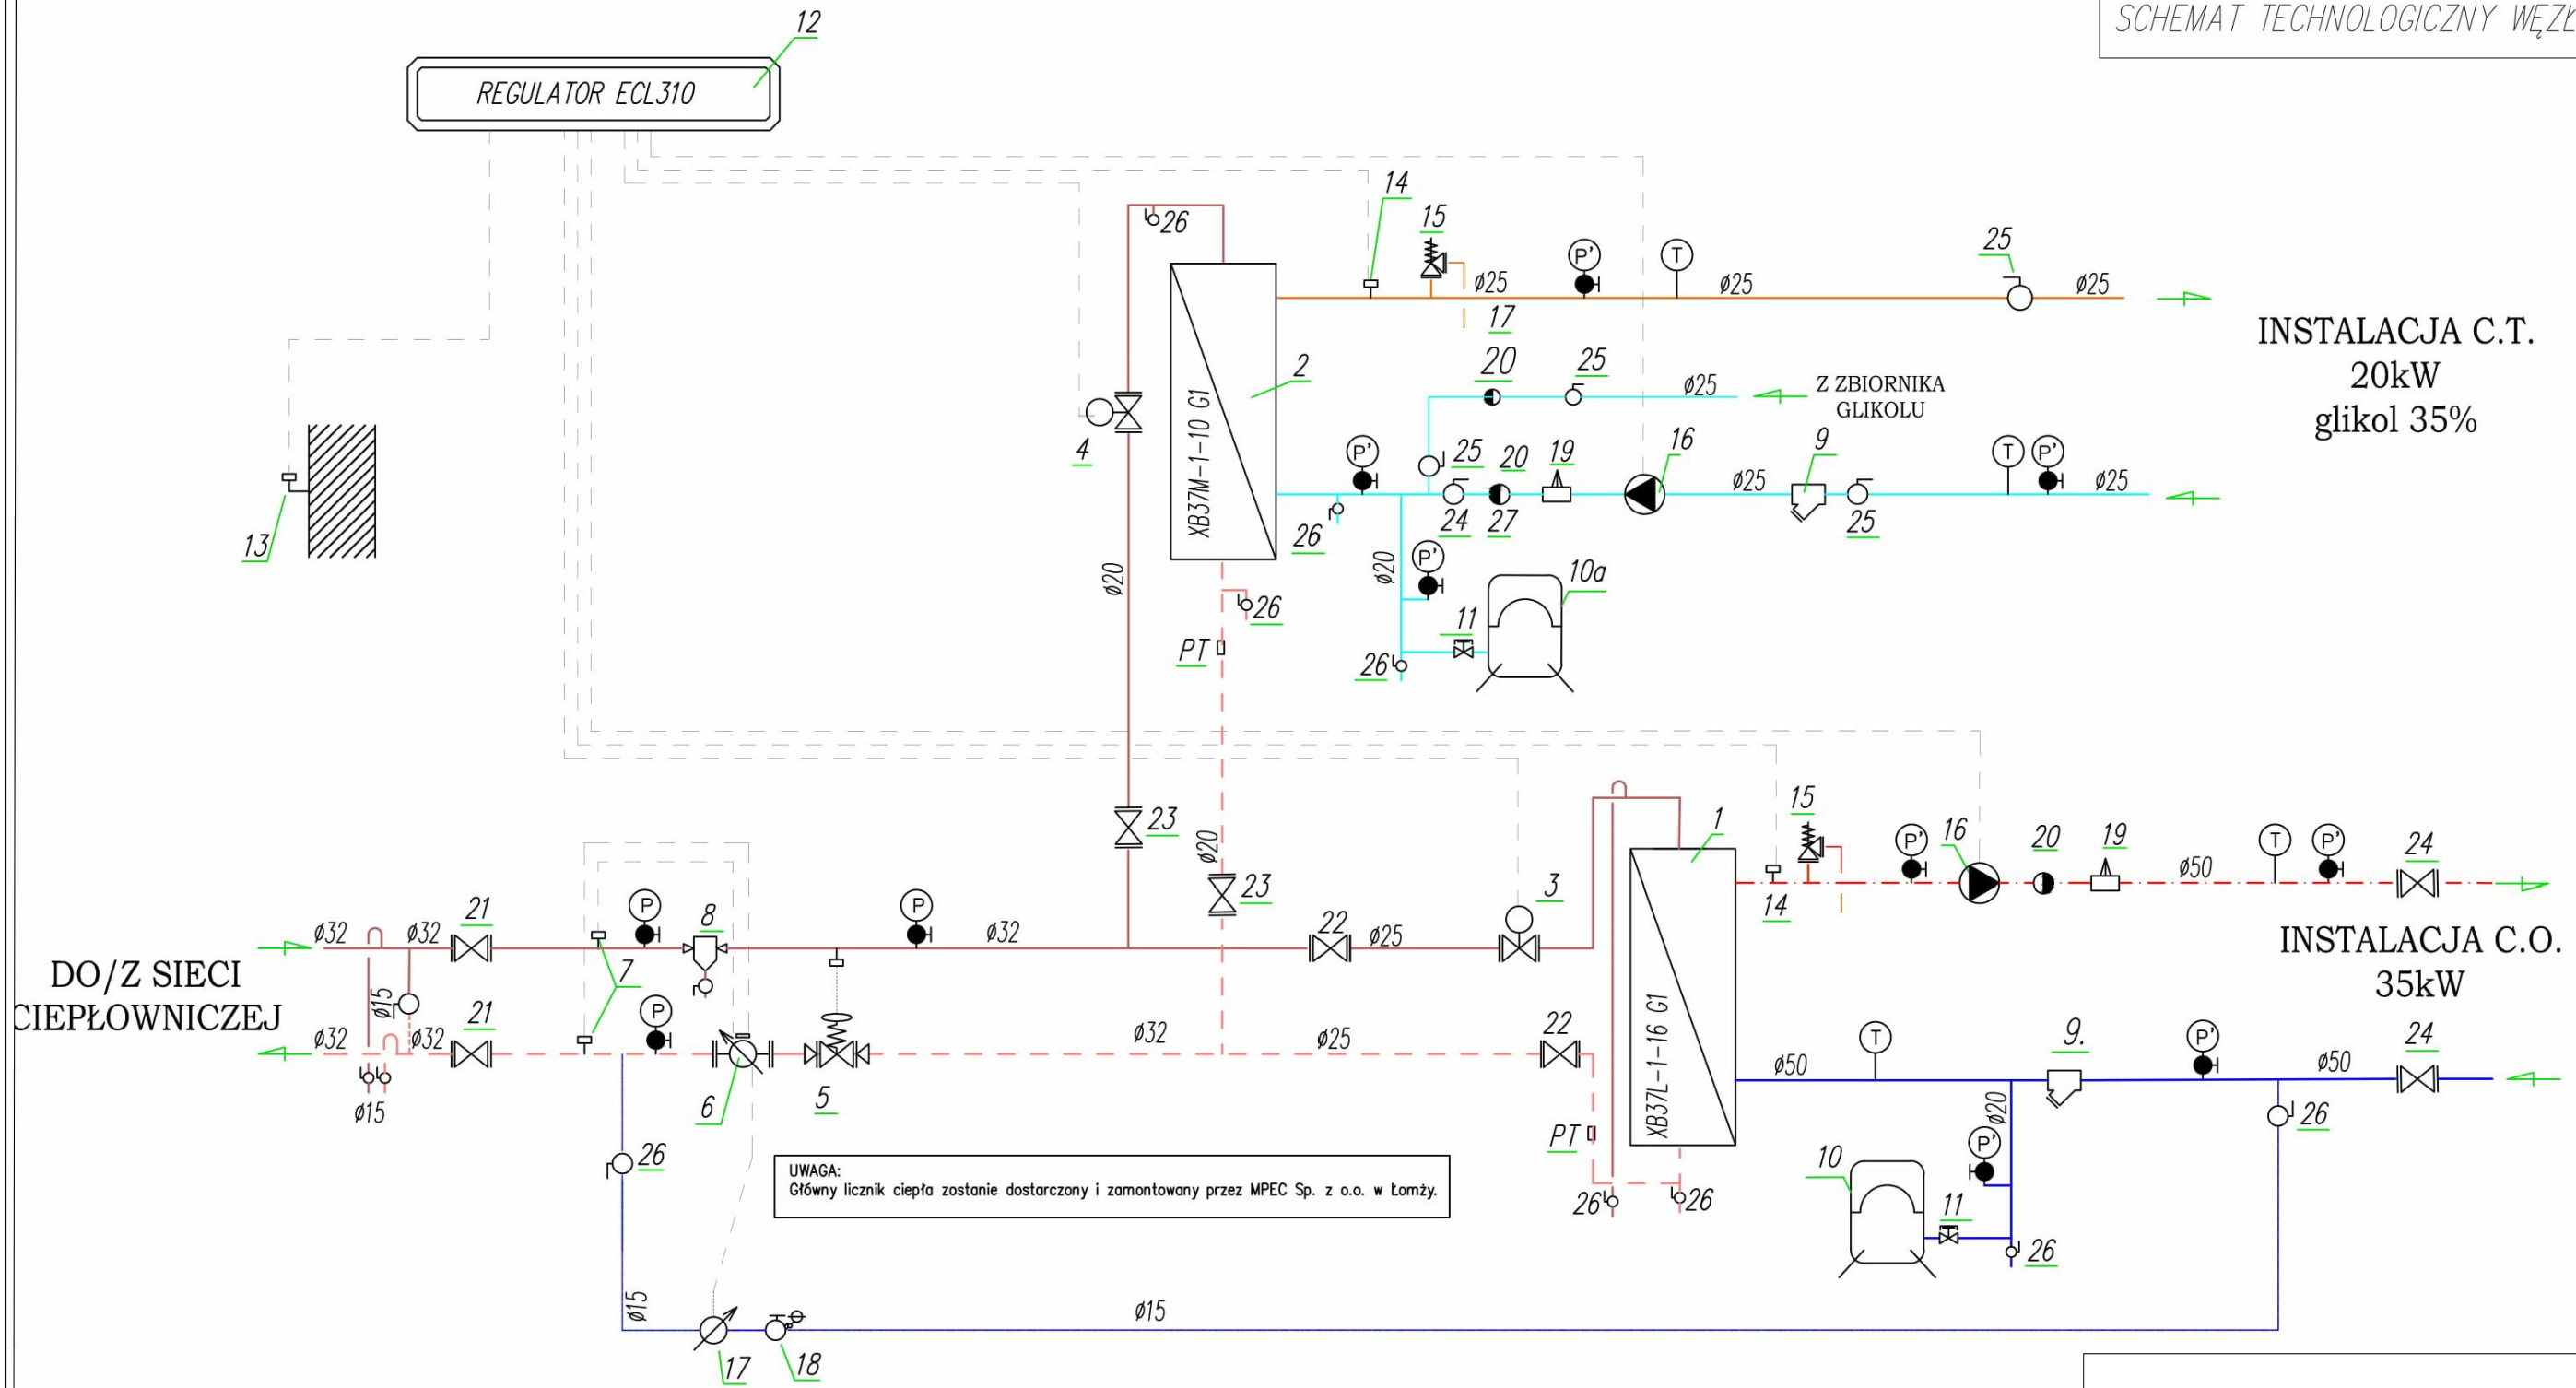 SCHEMAT TECHNOLOGICZNY
12
REGULATOR ECL310
14
15
26
P'
T
25
ø25
ø25
ø25
17
INSTALACJA C.T.
20kW
glikol 35%
2
20
25
ø25
Z ZBIORNIKA
GLIKOLU
XB37M-1-10 G1
4
P'
25
20
19
16
9
T
P'
ø25
ø25
26
24
27
25
13
ø20
ø20
P'
10a
26
11
PT
26
23
ø20
23
3
1
15
P'
16
20
19
T
P'
24
ø50
14
INSTALACJA C.O.
35kW
DO/Z SIECI
CIEPŁOWNICZEJ
ø32
ø32
21
P
8
P
ø32
22
ø25
7
ø15
ø32
ø32
21
P
ø32
ø25
22
6
5
ø15
XB37L-1-16 G1
ø50
T
9.
P'
ø50
24
ø20
26
PT
P'
10
11
26
26
26
26
UWAGA:
Główny licznik ciepła zostanie dostarczony i zamontowany przez MPEC Sp. z o.o. w Łomży.
ø15
ø15
17
18